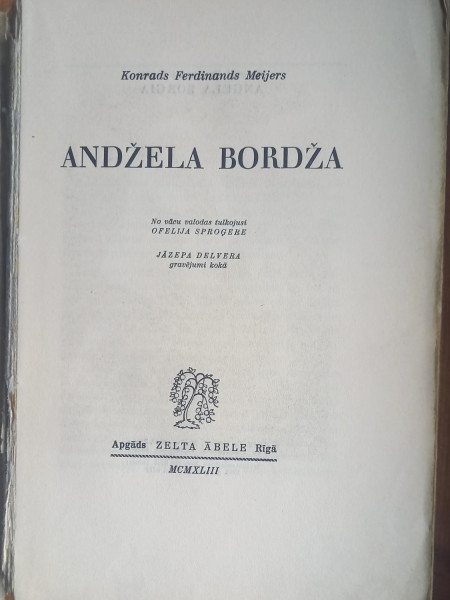 Konrads Ferdinands Meijers
ANDŽELA BORDŽA
No vācu valodas tulkojusi
OFELIJA SPROĢERE
JĀZEPA DELVERA
gravējumi kokā
Apgāds ZELTA ĀBELE Rīgā
MCMXLIII